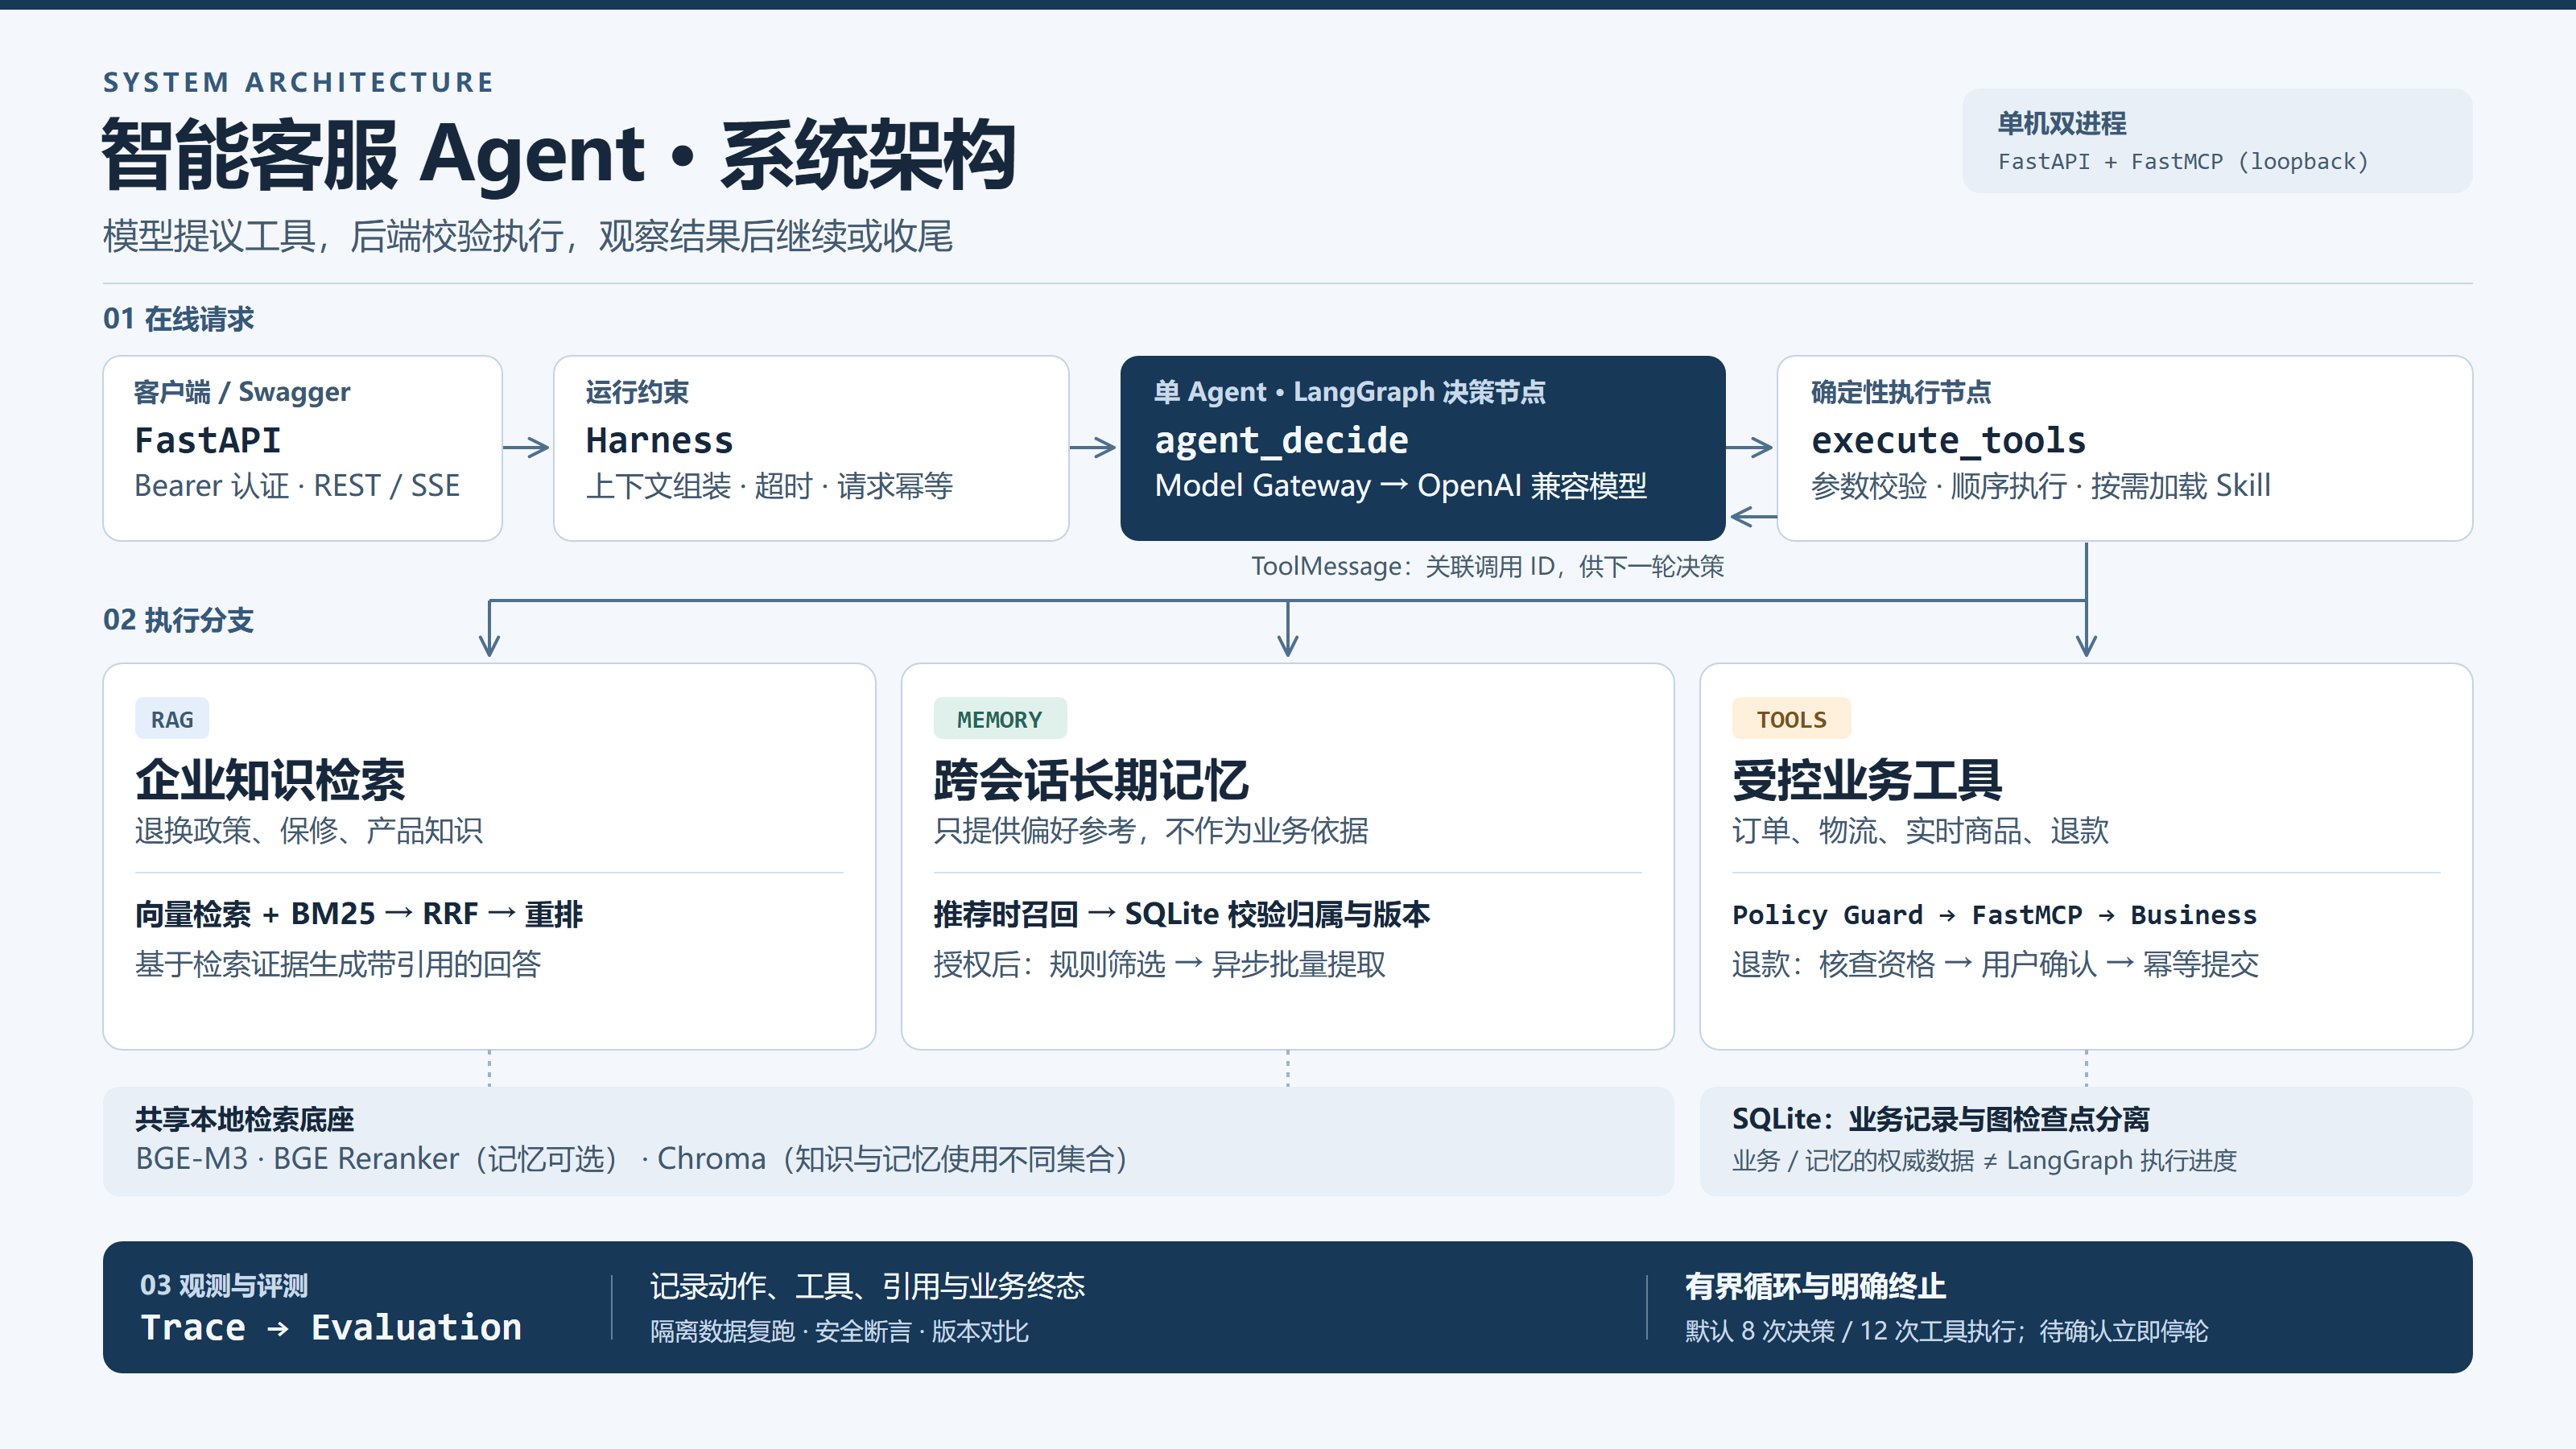 SYSTEM ARCHITECTURE
智能客服 Agent • 系统架构
模型提议工具，后端校验执行，观察结果后继续或收尾
单机双进程
FastAPI + FastMCP (loopback)
01 在线请求
客户端 / Swagger
FastAPI
Bearer 认证 · REST / SSE
运行约束
Harness
上下文组装 · 超时 · 请求幂等
单 Agent • LangGraph 决策节点
agent_decide
Model Gateway → OpenAI 兼容模型
确定性执行节点
execute_tools
参数校验 · 顺序执行 · 按需加载 Skill
ToolMessage：关联调用 ID，供下一轮决策
02 执行分支
RAG
企业知识检索
退换政策、保修、产品知识
向量检索 + BM25 → RRF → 重排
基于检索证据生成带引用的回答
MEMORY
跨会话长期记忆
只提供偏好参考，不作为业务依据
推荐时召回 → SQLite 校验归属与版本
授权后：规则筛选 → 异步批量提取
TOOLS
受控业务工具
订单、物流、实时商品、退款
Policy Guard → FastMCP → Business
退款：核查资格 → 用户确认 → 幂等提交
共享本地检索底座
BGE-M3 · BGE Reranker（记忆可选） · Chroma（知识与记忆使用不同集合）
SQLite：业务记录与图检查点分离
业务 / 记忆的权威数据 ≠ LangGraph 执行进度
03 观测与评测
Trace → Evaluation
记录动作、工具、引用与业务终态
隔离数据复跑 · 安全断言 · 版本对比
有界循环与明确终止
默认 8 次决策 / 12 次工具执行；待确认立即停轮